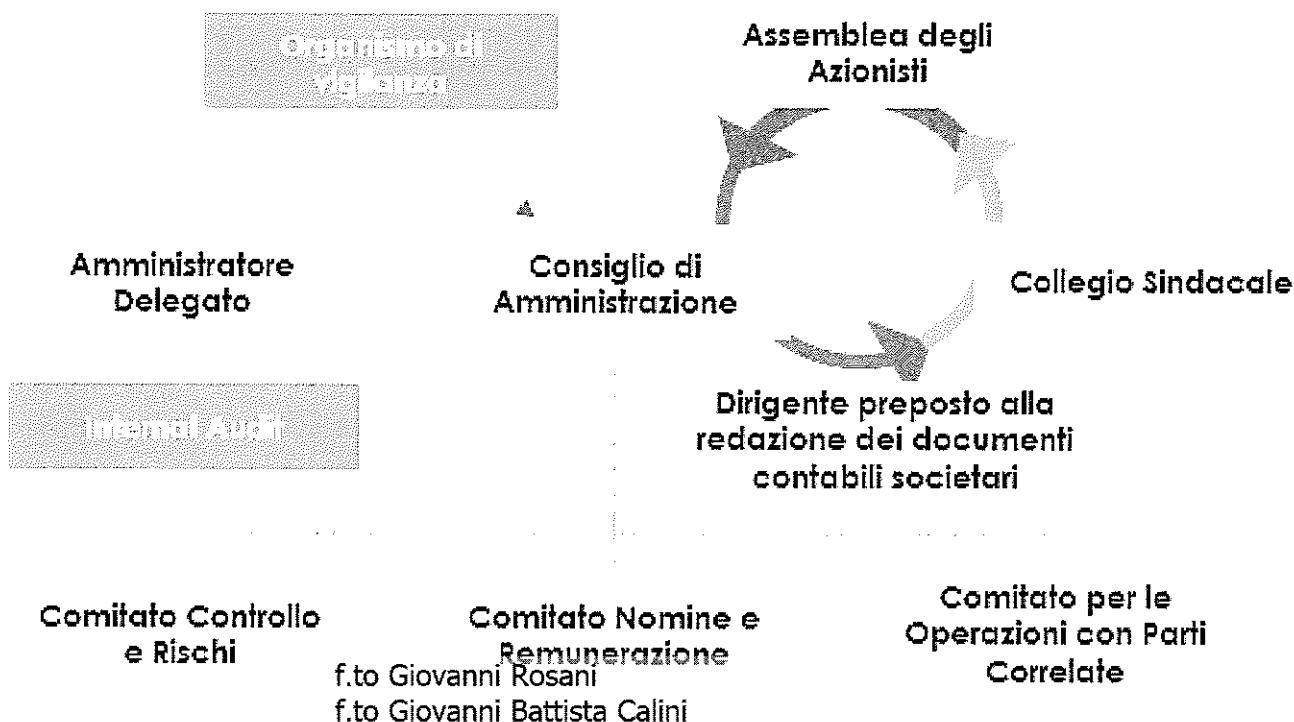 Organismo di
vigilanza
Assemblea degli
Azionisti
Amministratore
Delegato
Consiglio di
Amministrazione
Collegio Sindacale
Internal Audit
Dirigente preposto alla
redazione dei documenti
contabili societari
Comitato Controllo
e Rischi
Comitato Nomine e
Remunerazione
Comitato per le
Operazioni con Parti
Correlate
f.to Giovanni Rosani
f.to Giovanni Battista Calini